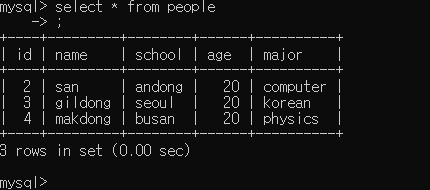 mysql> select * from people
    -> ;
+----+----------+--------+------+----------+
| id | name     | school | age  | major    |
+----+----------+--------+------+----------+
|  2 | san      | andong |   20 | computer |
|  3 | gildong  | seoul  |   20 | korean   |
|  4 | makdong  | busan  |   20 | physics  |
+----+----------+--------+------+----------+
3 rows in set (0.00 sec)
mysql>